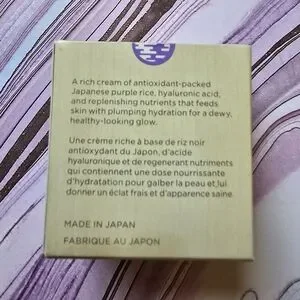 A rich cream of antioxidant-packed
Japanese purple rice, hyaluronic acid,
and replenishing nutrients that feeds
skin with plumping hydration for a dewy,
healthy-looking glow.
Une crème riche à base de riz noir
antioxydant du Japon, d'acide
hyaluronique et de regenerant nutriments
qui contiennent une dose nourrissante
d'hydratation pour galber la peau et lui
donner un éclat frais et d'apparence saine.
MADE IN JAPAN
FABRIQUE AU JAPON